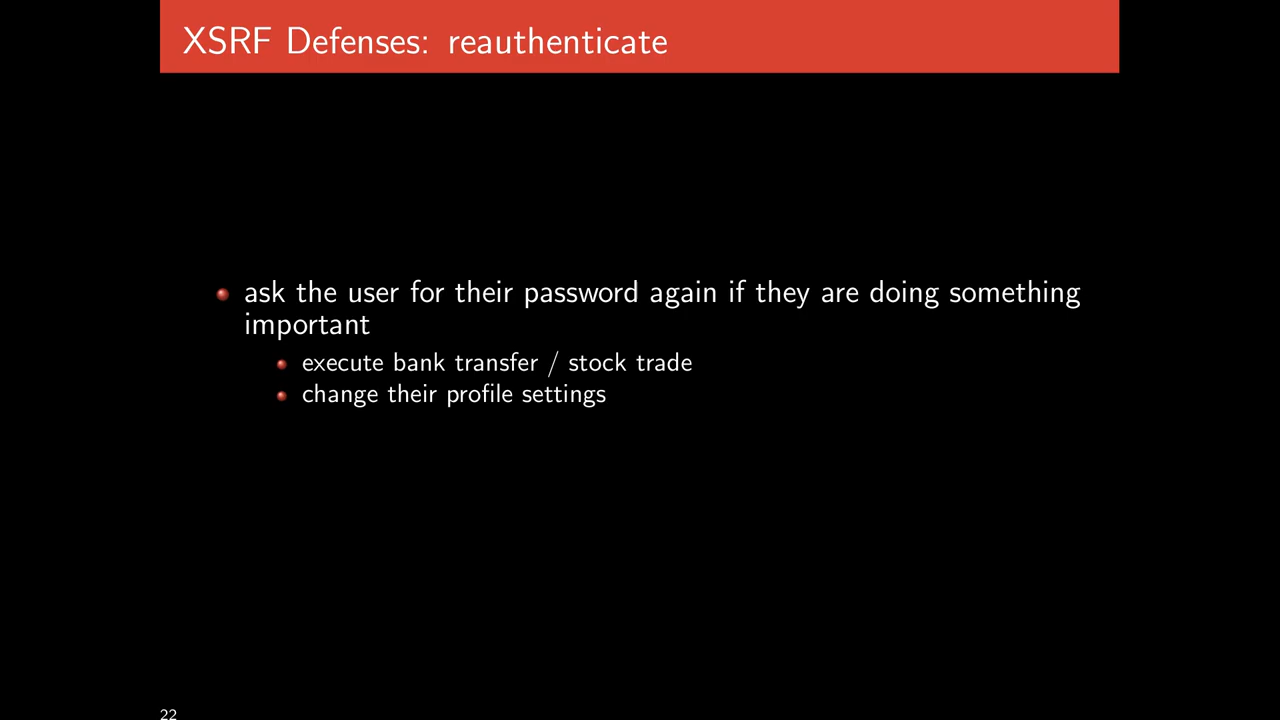 XSRF Defenses: reauthenticate
ask the user for their password again if they are doing something
important
execute bank transfer / stock trade
change their profile settings
22